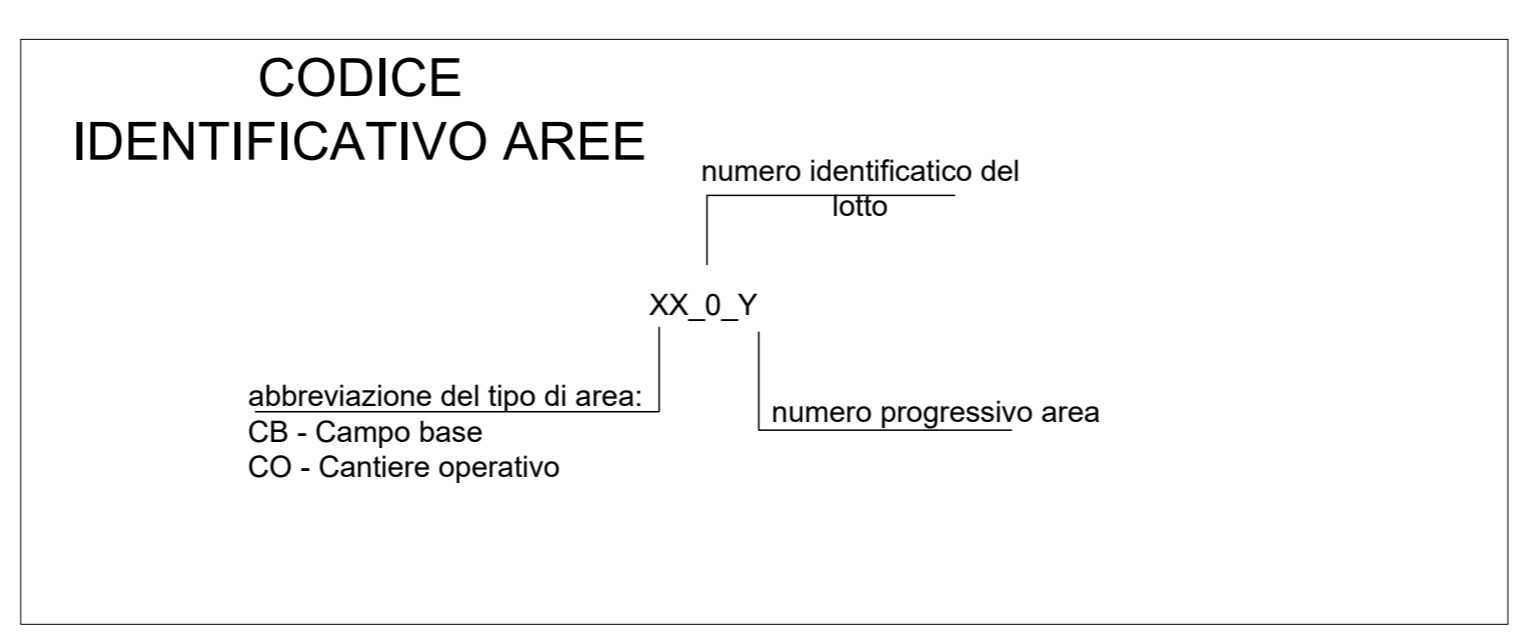 CODICE
IDENTIFICATIVO AREE
numero identificatico del
lotto
XX_0_Y
abbreviazione del tipo di area:
CB - Campo base
CO - Cantiere operativo
numero progressivo area